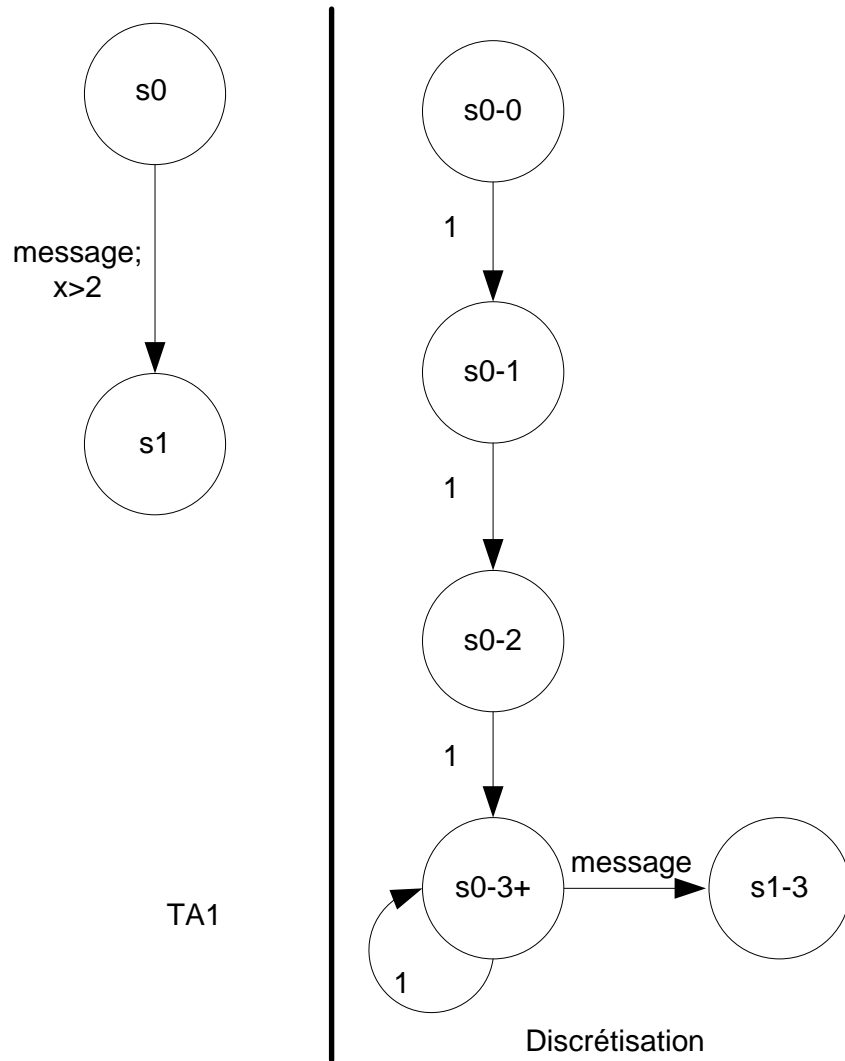 s0
message;
x>2
s1
TA1
s0-0
1
s0-1
1
s0-2
1
s0-3+
message
s1-3
1
Discrétisation